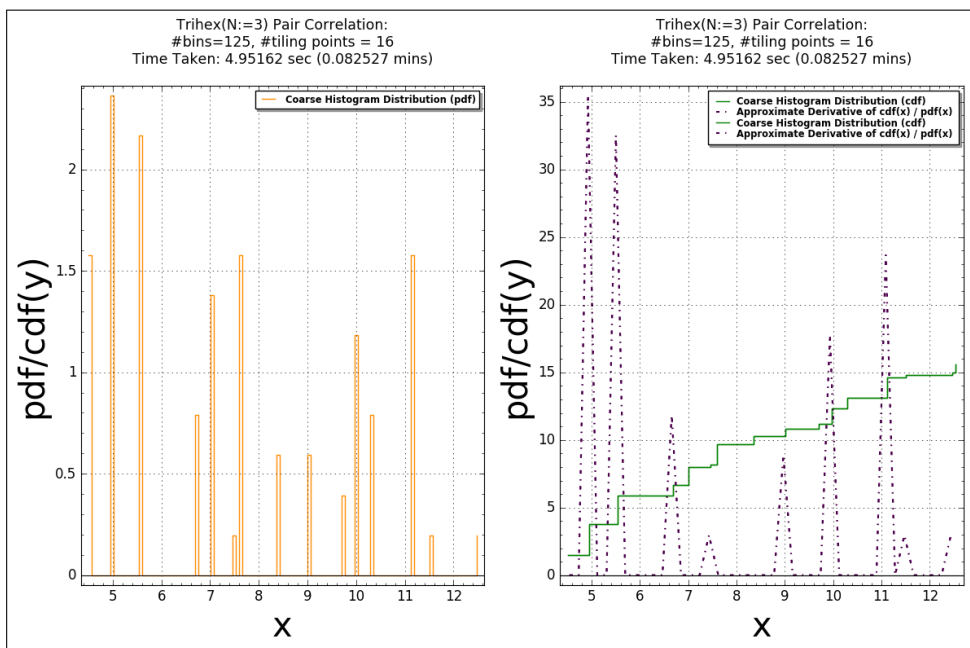 Trihex(N:=3) Pair Correlation:
#bins=125, #tiling points = 16
Time Taken: 4.95162 sec (0.082527 mins)
Coarse Histogram Distribution (pdf)
pdf/cdf(y)
2
1.5
1
0.5
0
5
6
7
8
9
10
11
12
x
Trihex(N:=3) Pair Correlation:
#bins=125, #tiling points = 16
Time Taken: 4.95162 sec (0.082527 mins)
Coarse Histogram Distribution (cdf)
Approximate Derivative of cdf(x) / pdf(x)
Coarse Histogram Distribution (cdf)
Approximate Derivative of cdf(x) / pdf(x)
pdf/cdf(y)
35
30
25
20
15
10
5
0
5
6
7
8
9
10
11
12
x